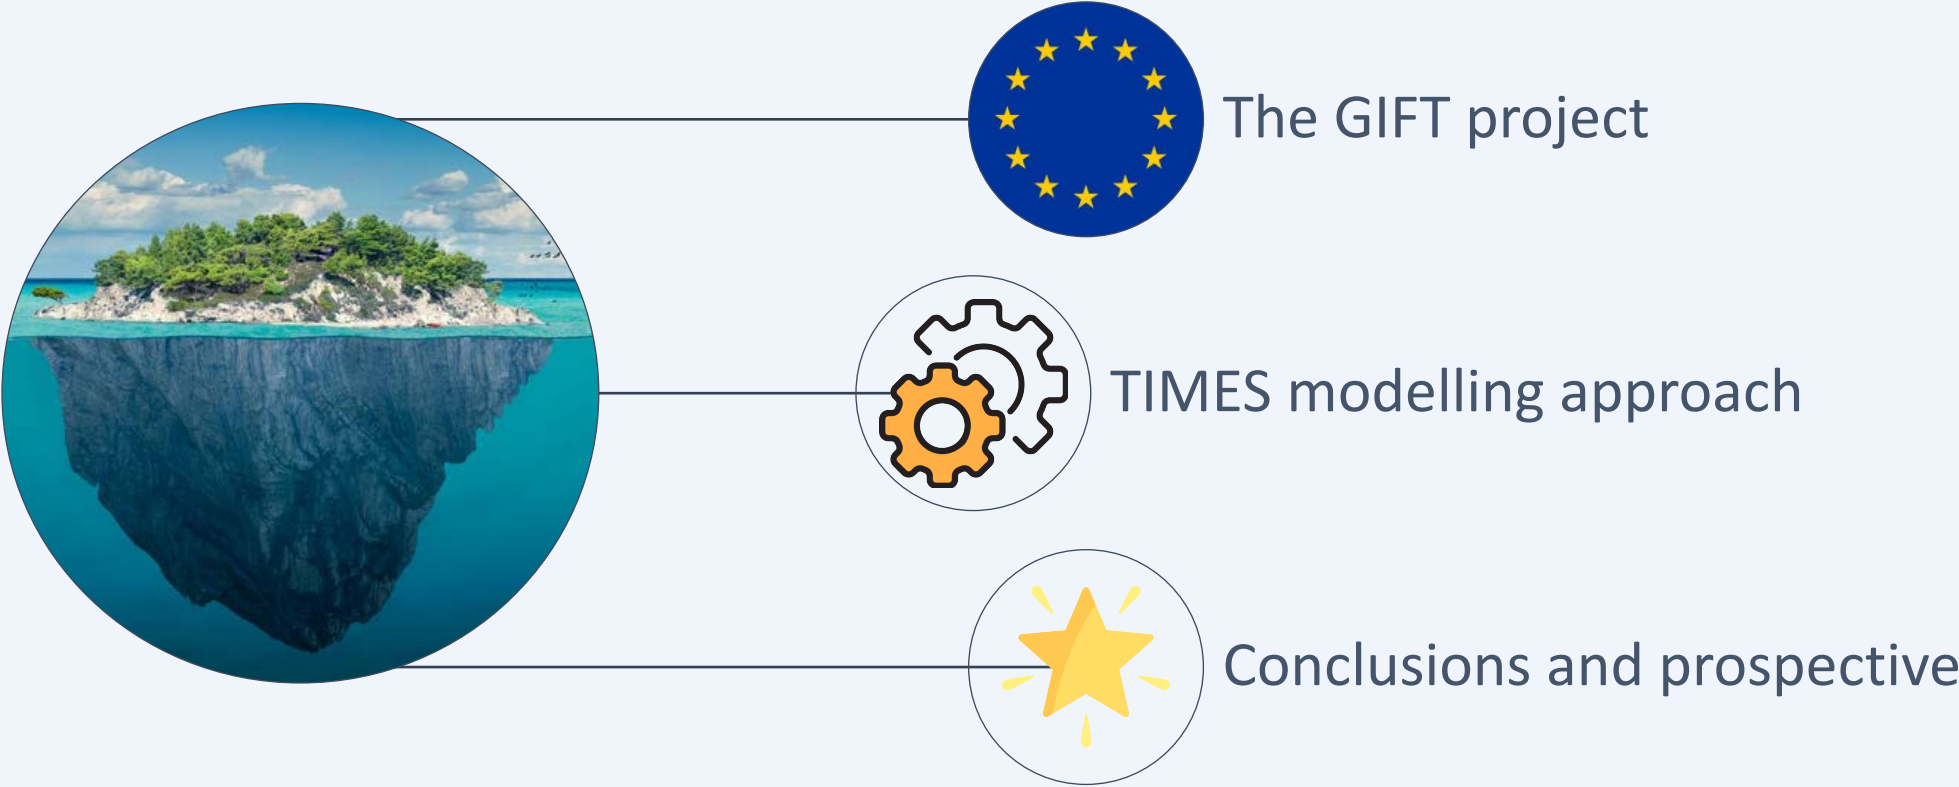 The GIFT project
TIMES modelling approach
Conclusions and prospective